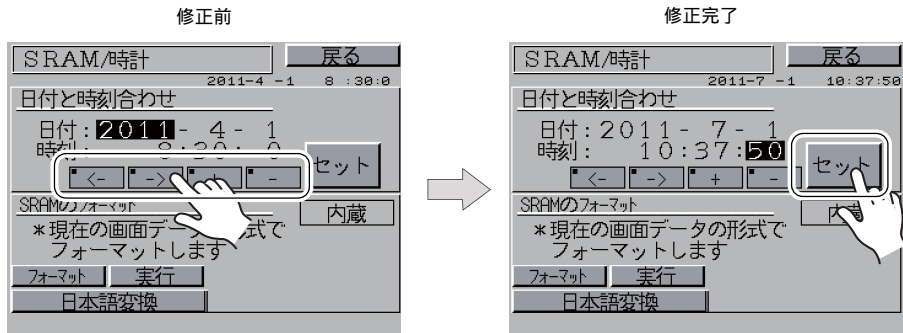 修正前
SRAM/時計 戻る
2011-4 -1 8 :30:0
日付と時刻合わせ
日付:2011- 4- 1
時刻: 8:30: 0
<- -> + - セット
SRAMのフォーマット 内蔵
*現在の画面データ 形式で
フォーマットします
フォーマット 実行
日本語変換
修正完了
SRAM/時計 戻る
2011-7 -1 10:37:50
日付と時刻合わせ
日付:2011- 7- 1
時刻: 10:37:50
<- -> + - セット
SRAMのフォーマット 内
*現在の画面データの形式で
フォーマットします
フォーマット 実行
日本語変換